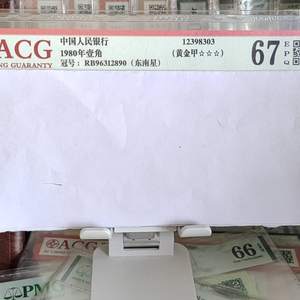 ACG
NG GUARANTY
中国人民银行
1980年壹角
冠号: RB96312890 (东南星)
12398303
(黄金甲☆☆☆)
67
E
P
Q
ACG
66
PMG